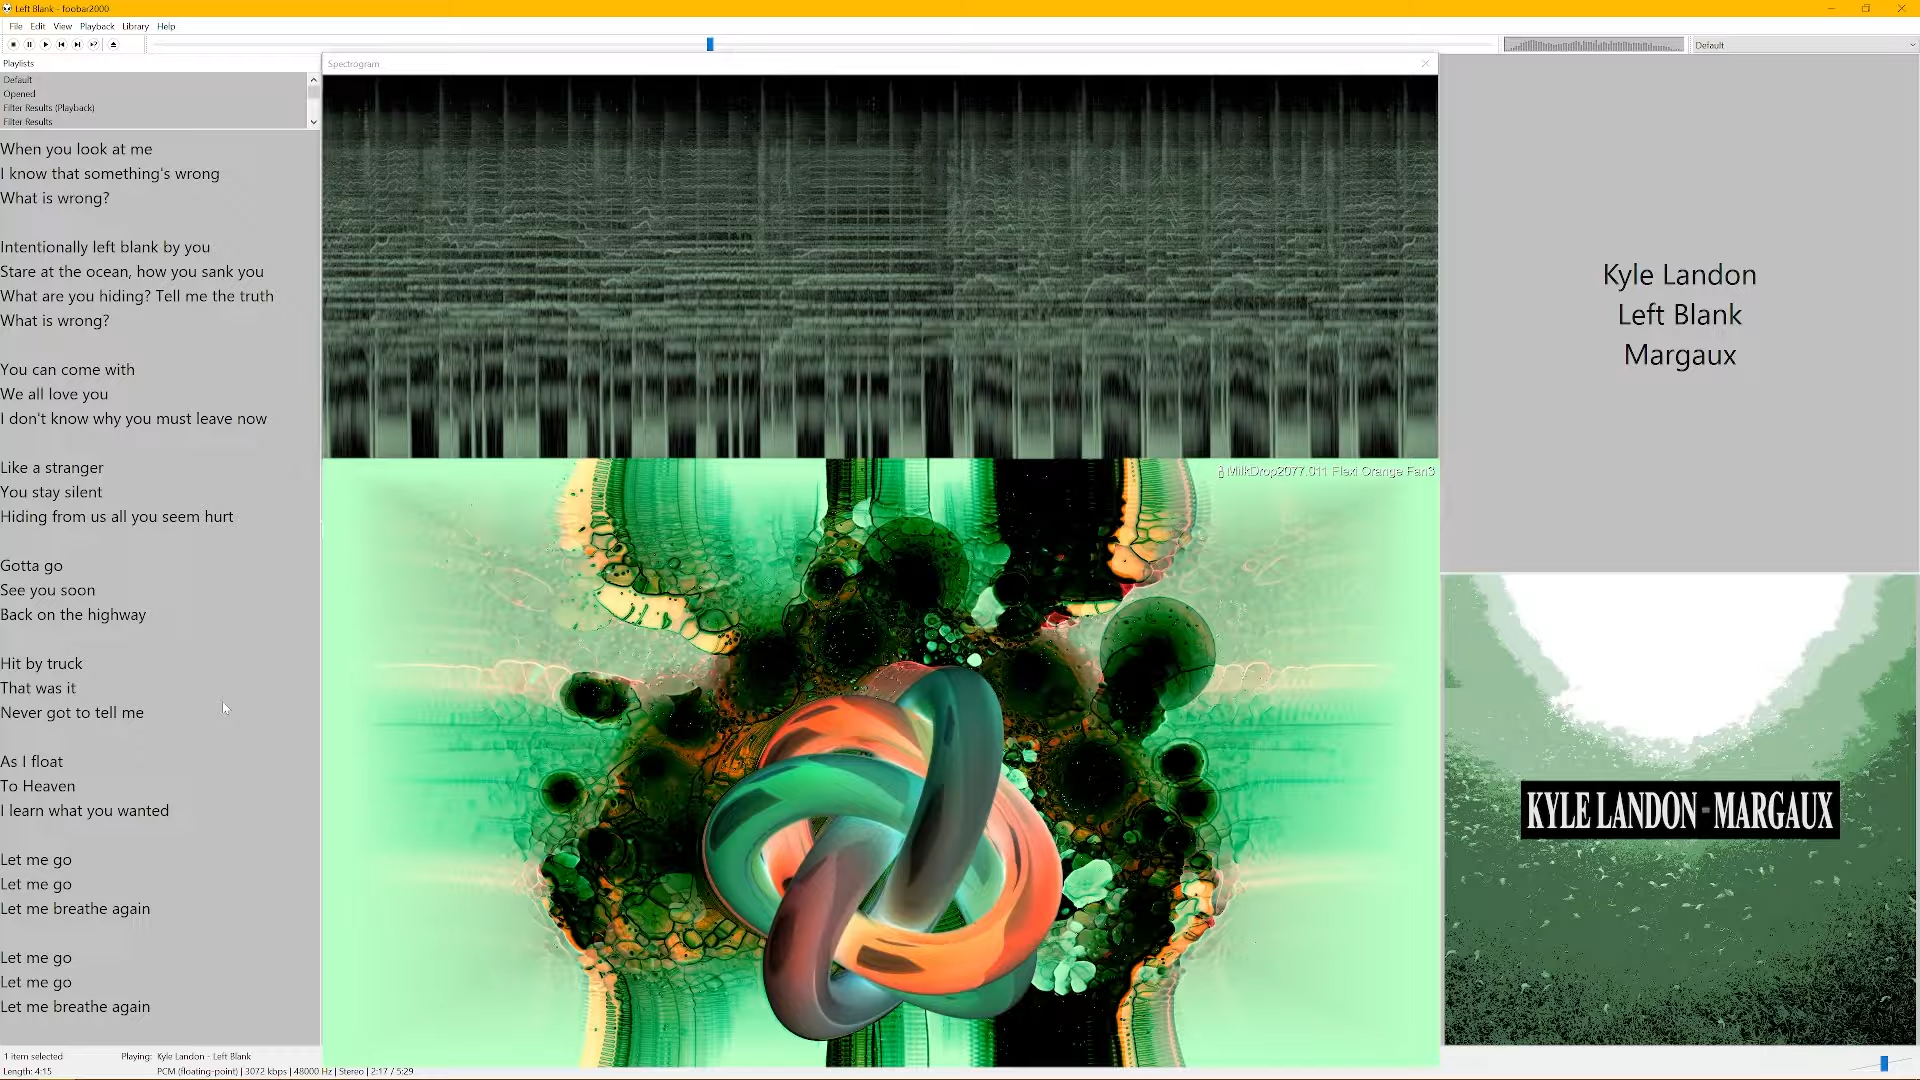 Left Blank - foobar2000
File Edit View Playback Library Help
Default
Playlists
Default
Opened
Filter Results (Playback)
Filter Results
When you look at me
I know that something's wrong
What is wrong?
Intentionally left blank by you
Stare at the ocean, how you sank you
What are you hiding? Tell me the truth
What is wrong?
You can come with
We all love you
I don't know why you must leave now
Like a stranger
You stay silent
Hiding from us all you seem hurt
Gotta go
See you soon
Back on the highway
Hit by truck
That was it
Never got to tell me
As I float
To Heaven
I learn what you wanted
Let me go
Let me go
Let me breathe again
Let me go
Let me go
Let me breathe again
Spectrogram
MilkDrop2077.011 Flexi Orange Fan3
Kyle Landon
Left Blank
Margaux
KYLE LANDON - MARGAUX
1 item selected
Playing: Kyle Landon - Left Blank
Length: 4:15
PCM (floating-point) | 3072 kbps | 48000 Hz | Stereo | 2:17 / 5:29